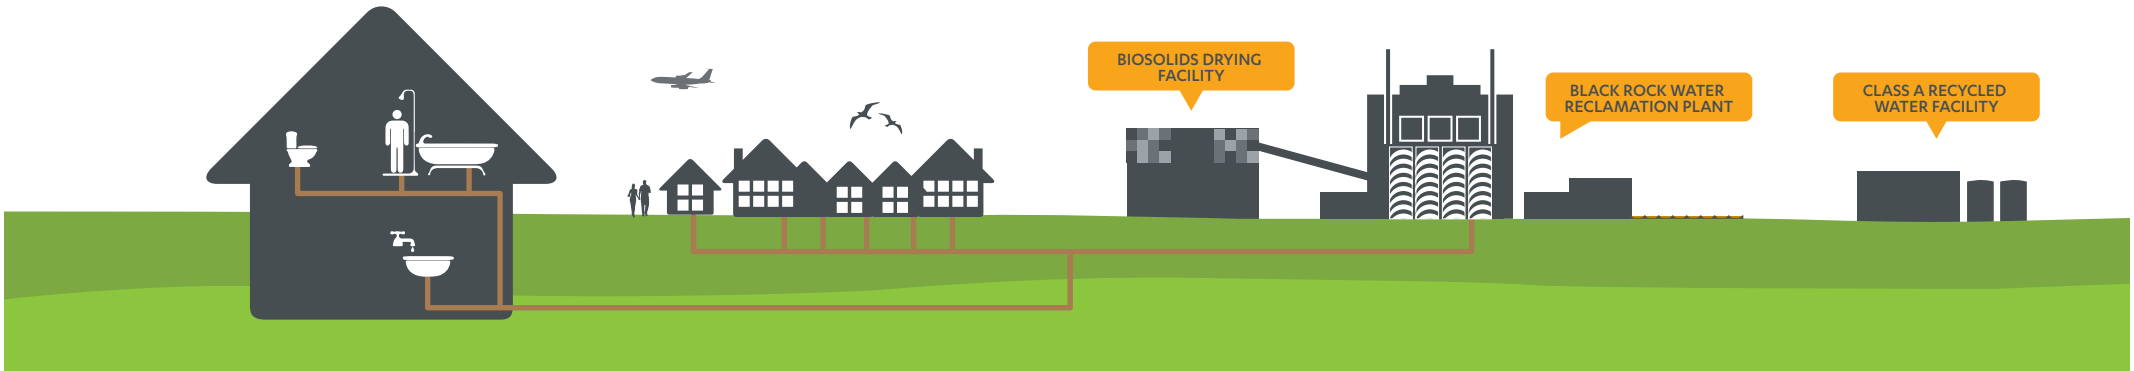 BIOSOLIDS DRYING
FACILITY
BLACK ROCK WATER
RECLAMATION PLANT
CLASS A RECYCLED
WATER FACILITY